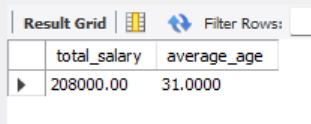 Result Grid Filter Rows:
total_salary average_age
208000.00 31.0000